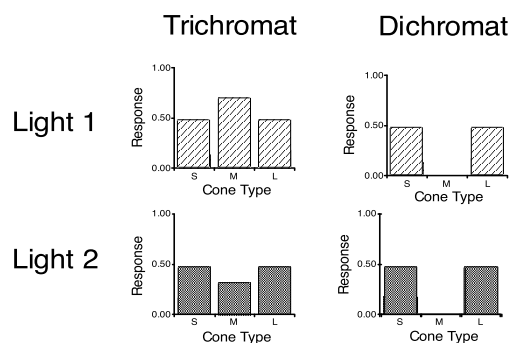 Trichromat Dichromat
Light 1
1.00
0.50
0.00
Response
S M L
Cone Type
1.00
0.50
0.00
Response
S M L
Cone Type
Light 2
1.00
0.50
0.00
Response
S M L
Cone Type
1.00
0.50
0.00
Response
S M L
Cone Type